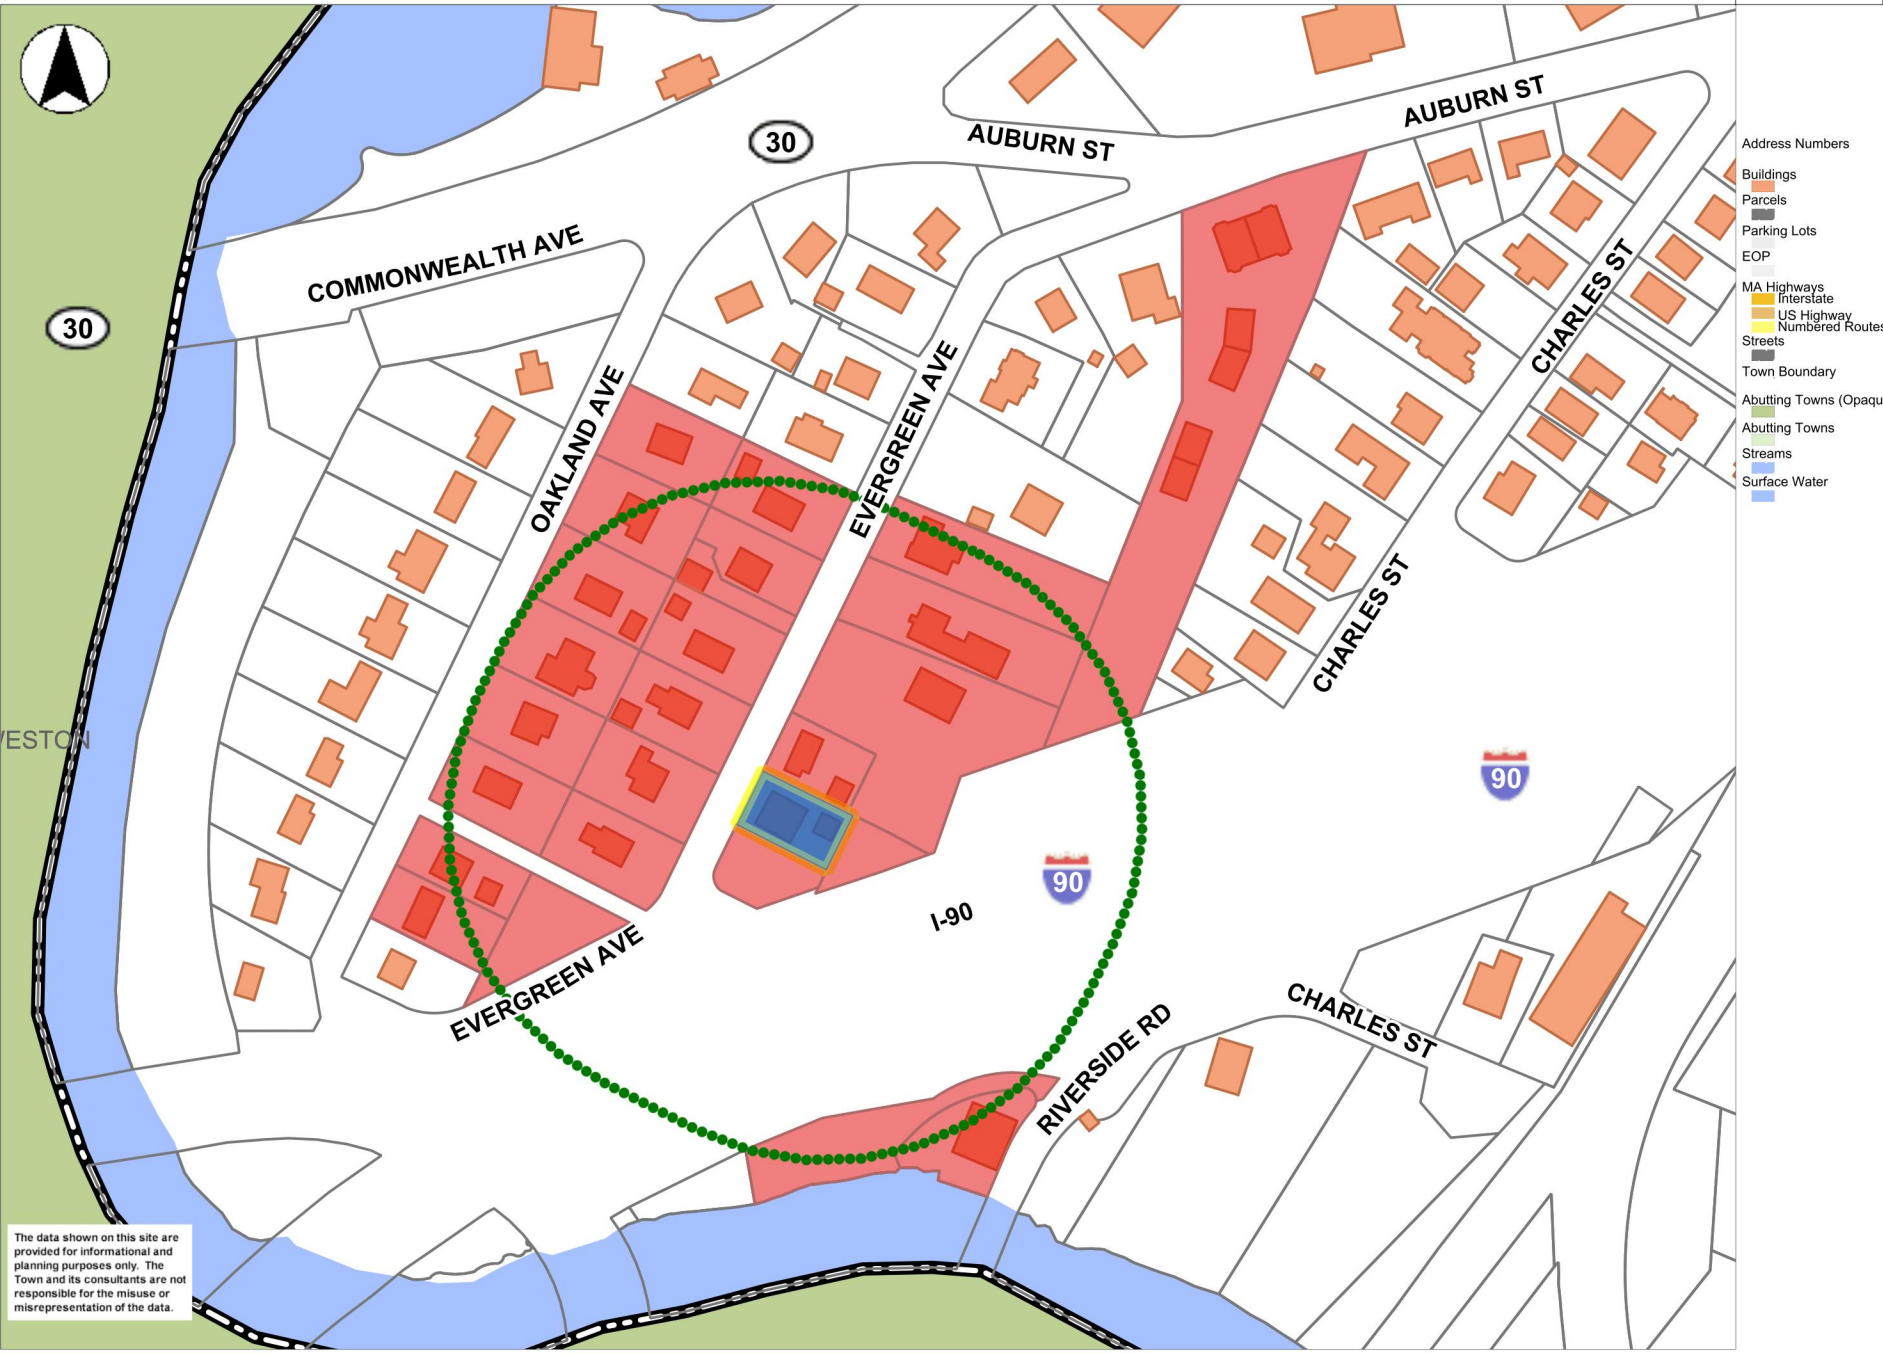 AUBURN ST
AUBURN ST
30
COMMONWEALTH AVE
30
CHARLES ST
OAKLAND AVE
EVERGREEN AVE
CHARLES ST
90
90
I-90
EVERGREEN AVE
CHARLES ST
RIVERSIDE RD
The data shown on this site are
provided for informational and
planning purposes only. The
Town and its consultants are not
responsible for the misuse or
misrepresentation of the data.
Address Numbers
Buildings
Parcels
Parking Lots
EOP
MA Highways
Interstate
US Highway
Numbered Routes
Streets
Town Boundary
Abutting Towns (Opaqu
Abutting Towns
Streams
Surface Water